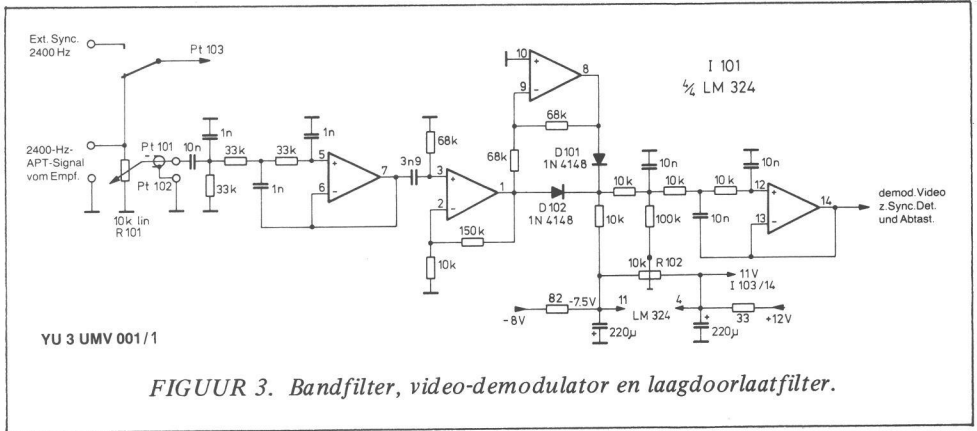 Ext. Sync.
2400 Hz
Pt 103
2400-Hz-
APT-Signal
vom Empf.
Pt 101
10n
Pt 102
10k lin
R 101
1n
33k
33k
33k
1n
1n
5
6
7
3n9
68k
3
2
1
150k
10k
10
9
8
68k
68k
D 101
1N 4148
D 102
1N 4148
I 101
4/4 LM 324
10n
10k
10k
100k
10k
10n
10k
10n
12
13
14
demod. Video
z. Sync. Det.
und Abtast.
10k R 102
11V
I 103/14
82
-7.5V
11
4
-8V
LM 324
33
+12V
+
220µ
+
220µ
YU 3 UMV 001/1
FIGUUR 3. Bandfilter, video-demodulator en laagdoorlaatfilter.